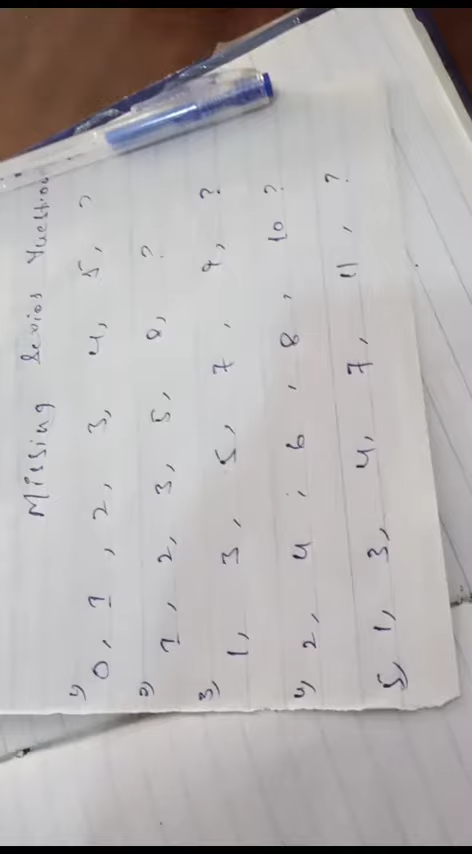 Missing Series Question
1) 0, 1, 2, 3, 4, 5, ?
2) 1, 2, 3, 5, 8, ?
3) 1, 3, 5, 7, 9, ?
4) 2, 4, 6, 8, 10 ?
5) 1, 3, 4, 7, 11, ?